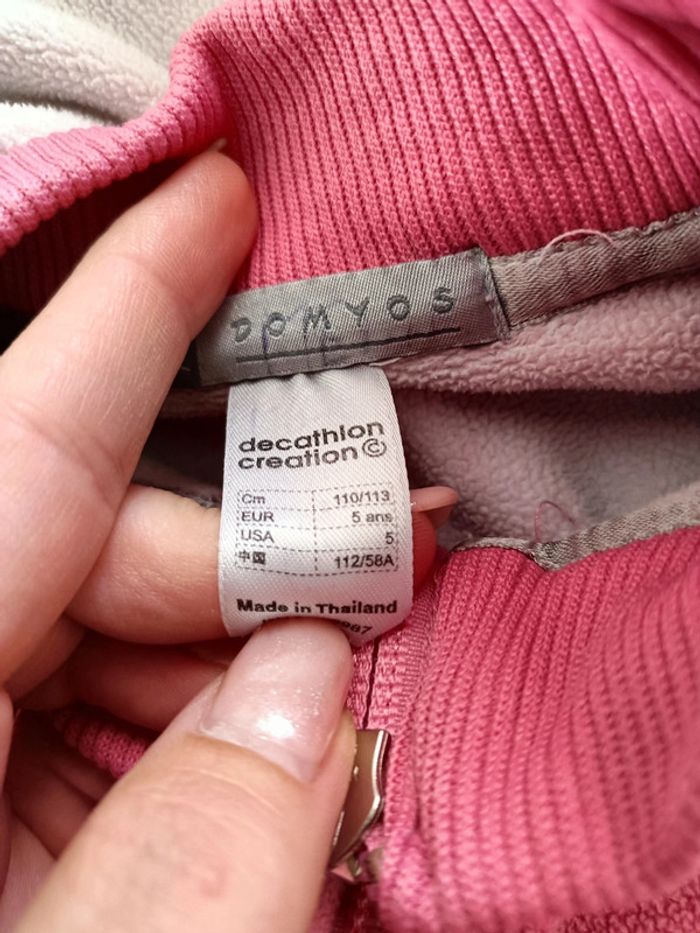 DOMYOS
decathlon
creation ©
Cm 110/113
EUR 5 ans
USA 5
中国 112/58A
Made in Thailand